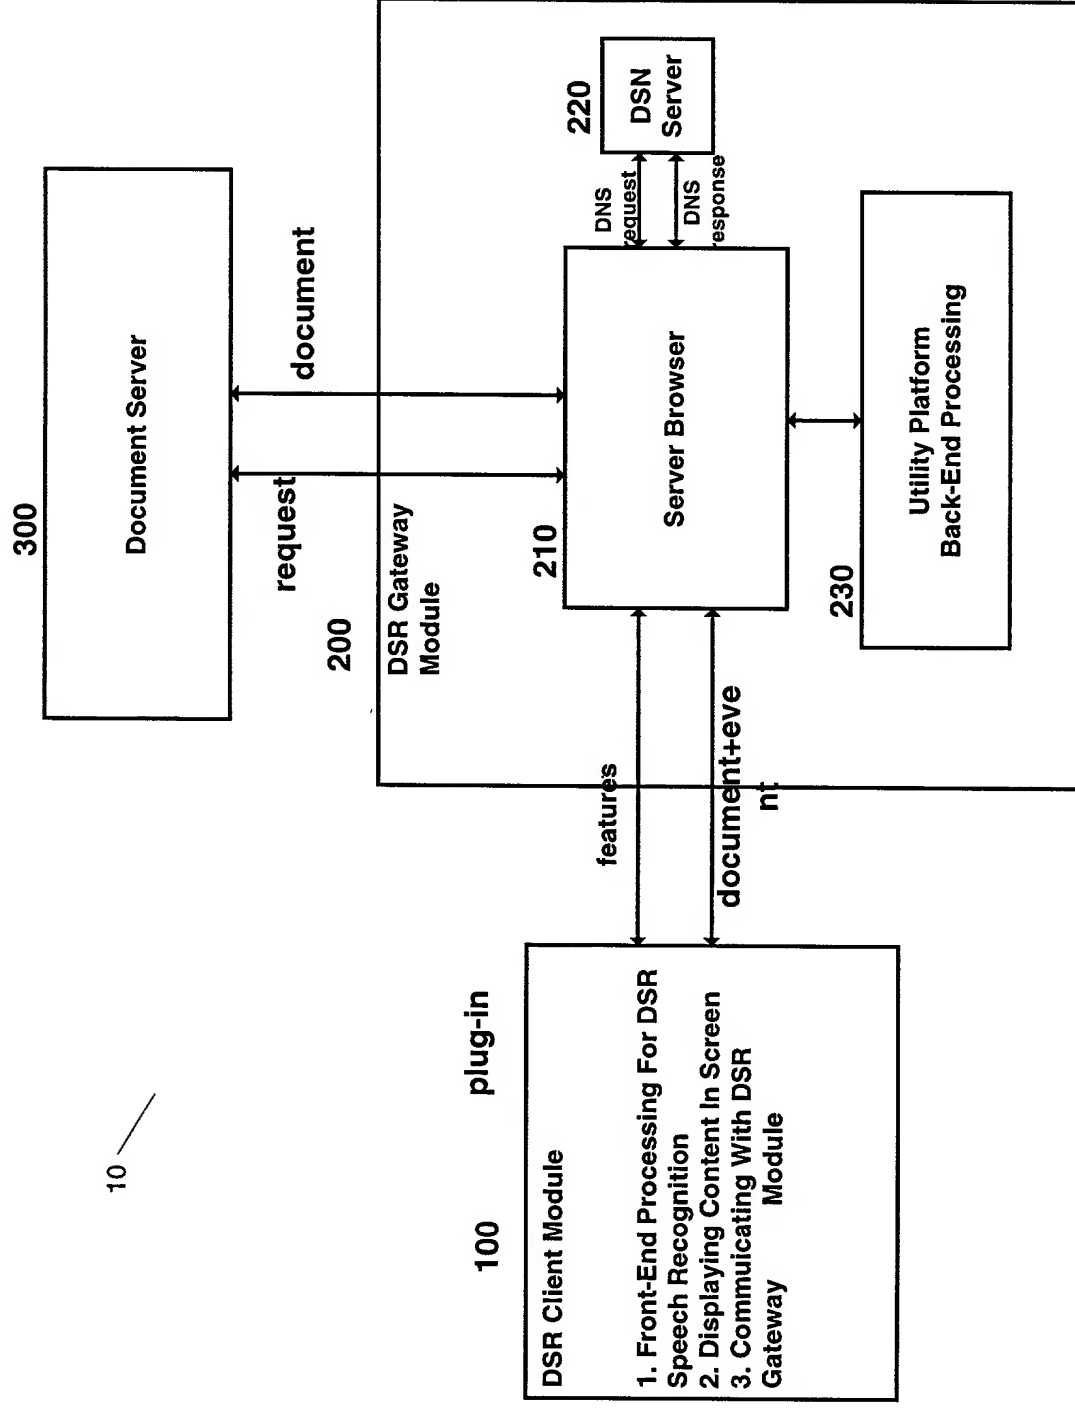 300
Document Server
request
document
200
DSR Gateway
Module
210
Server Browser
220
DSN
Server
DNS
request
DNS
response
230
Utility Platform
Back-End Processing
features
document+eve
nt
10
100
plug-in
DSR Client Module
1. Front-End Processing For DSR
Speech Recognition
2. Displaying Content In Screen
3. Commuicating With DSR
Gateway Module